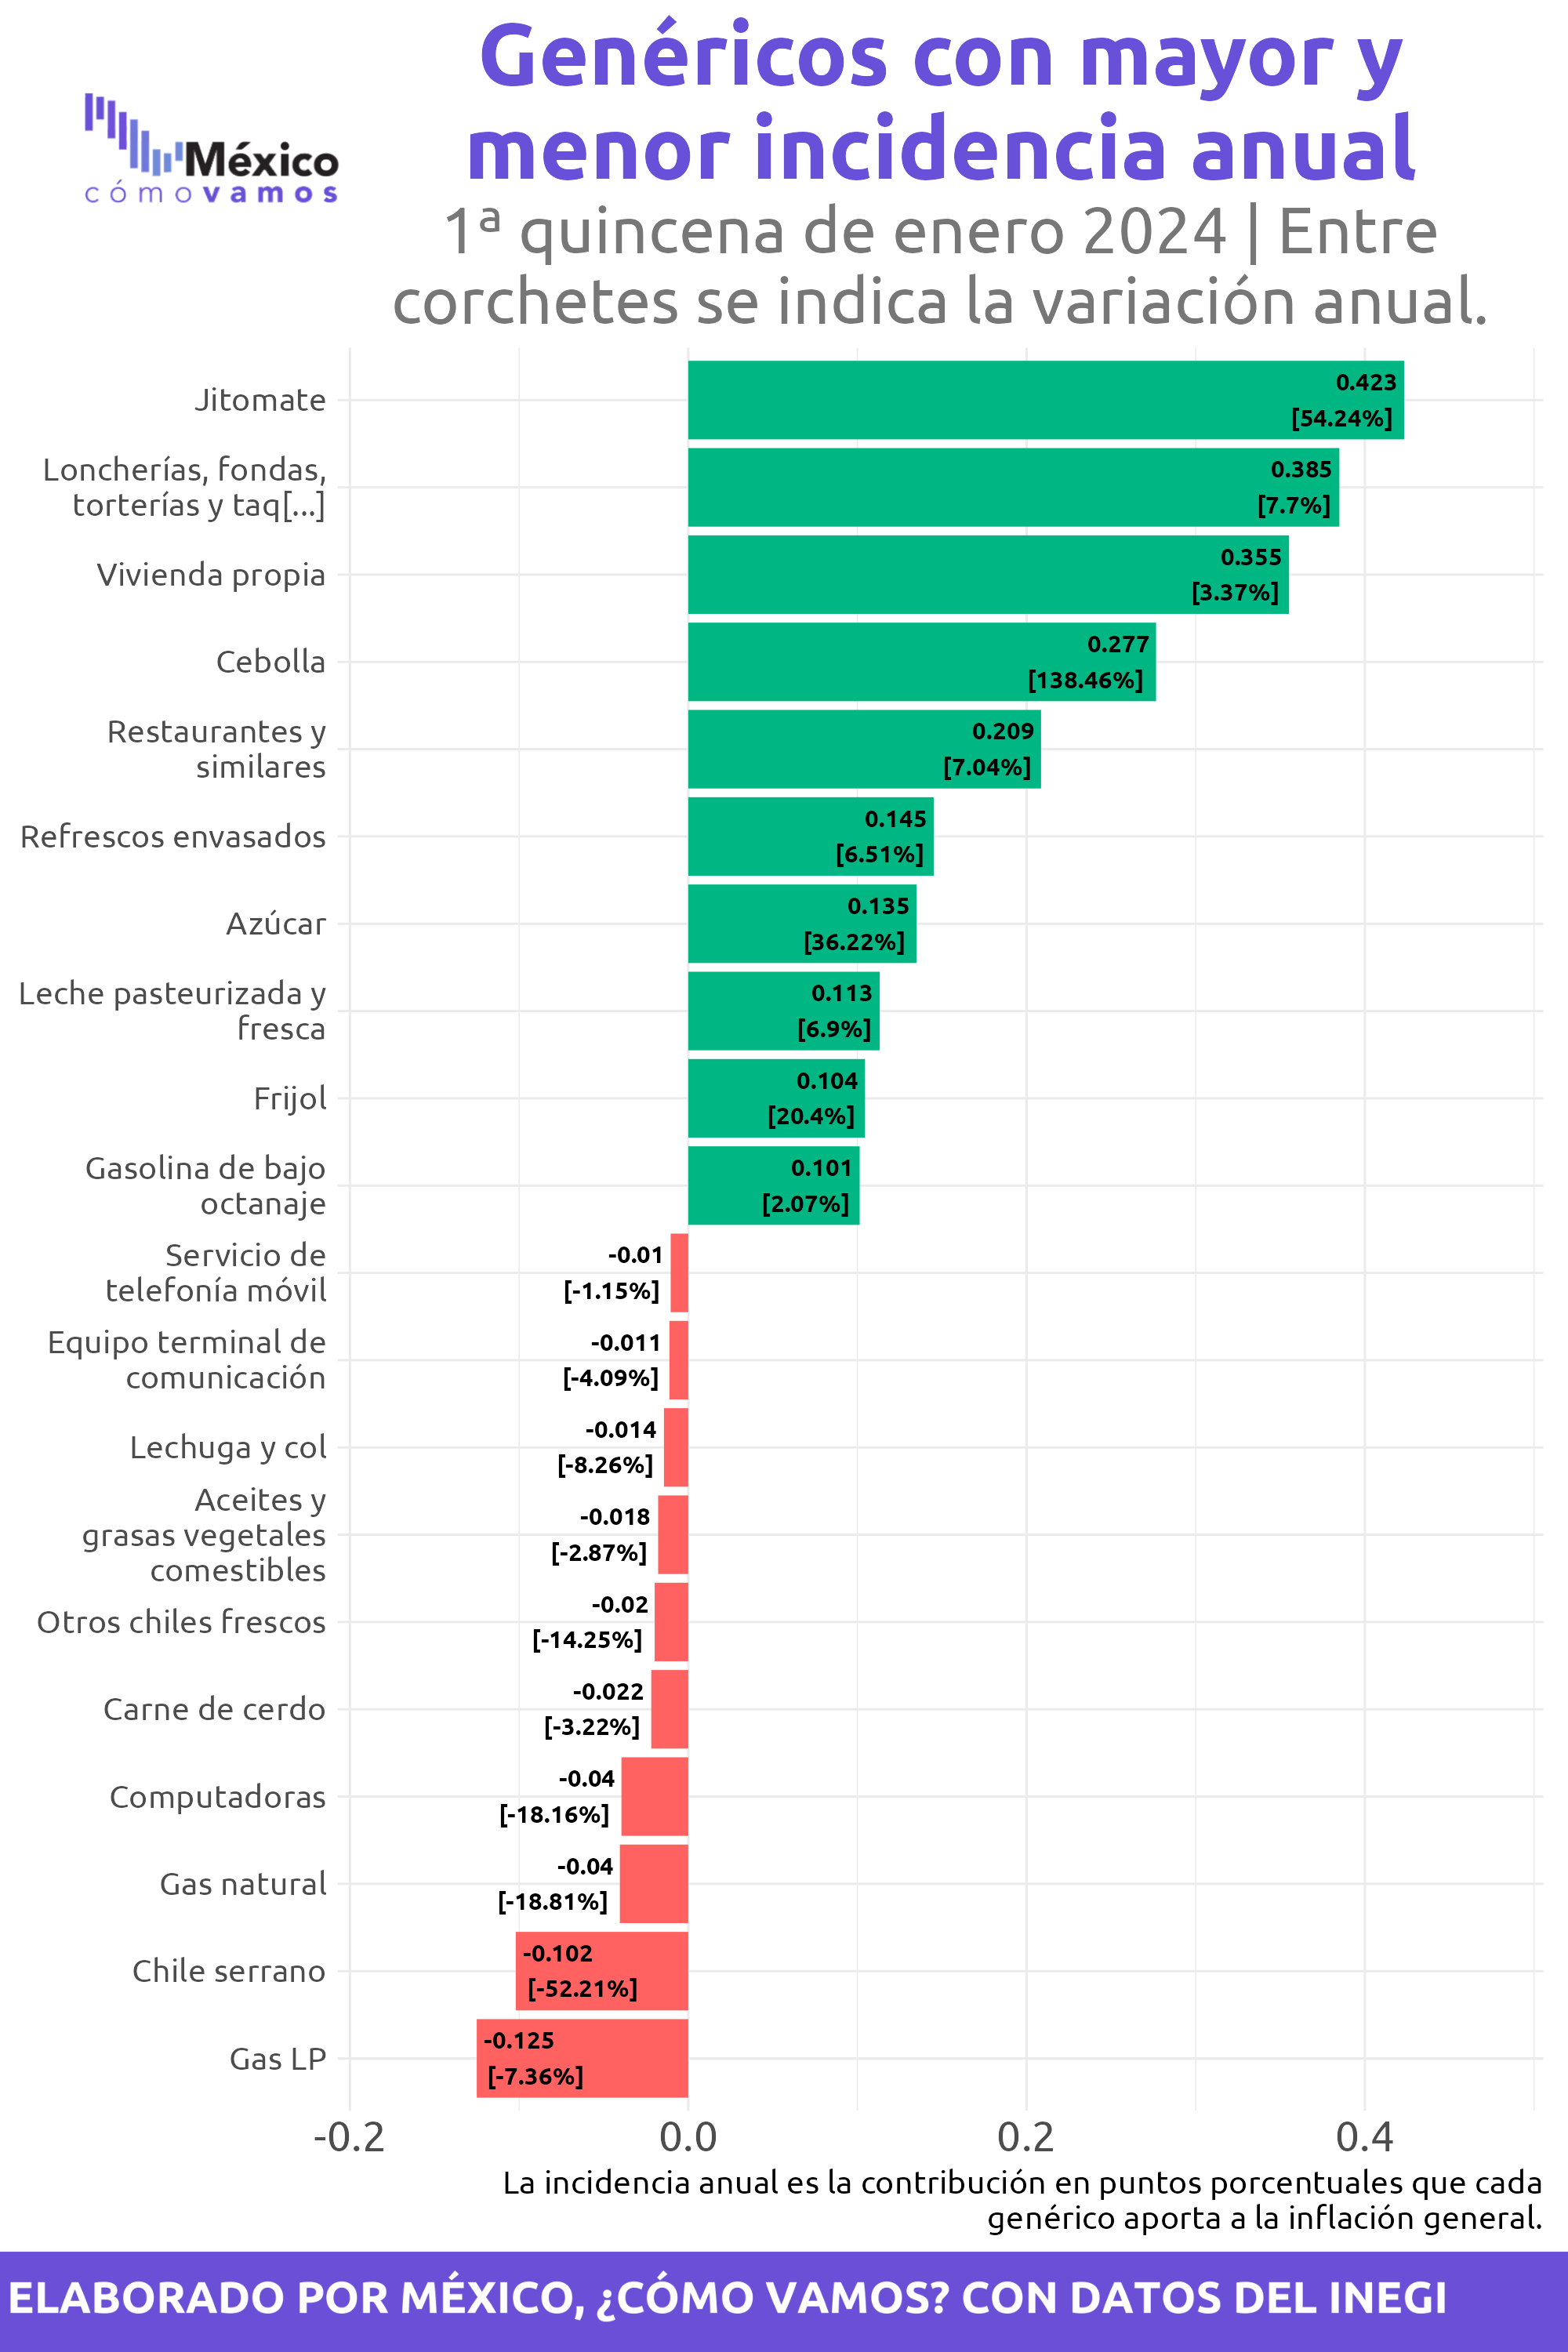 México
cómovamos
Genéricos con mayor y
menor incidencia anual
1ª quincena de enero 2024 | Entre
corchetes se indica la variación anual.
Jitomate
0.423
[54.24%]
Loncherías, fondas,
torterías y taq[...]
0.385
[7.7%]
Vivienda propia
0.355
[3.37%]
Cebolla
0.277
[138.46%]
Restaurantes y
similares
0.209
[7.04%]
Refrescos envasados
0.145
[6.51%]
Azúcar
0.135
[36.22%]
Leche pasteurizada y
fresca
0.113
[6.9%]
Frijol
0.104
[20.4%]
Gasolina de bajo
octanaje
0.101
[2.07%]
Servicio de
telefonía móvil
-0.01
[-1.15%]
Equipo terminal de
comunicación
-0.011
[-4.09%]
Lechuga y col
-0.014
[-8.26%]
Aceites y
grasas vegetales
comestibles
-0.018
[-2.87%]
Otros chiles frescos
-0.02
[-14.25%]
Carne de cerdo
-0.022
[-3.22%]
Computadoras
-0.04
[-18.16%]
Gas natural
-0.04
[-18.81%]
Chile serrano
-0.102
[-52.21%]
Gas LP
-0.125
[-7.36%]
-0.2 0.0 0.2 0.4
La incidencia anual es la contribución en puntos porcentuales que cada
genérico aporta a la inflación general.
ELABORADO POR MÉXICO, ¿CÓMO VAMOS? CON DATOS DEL INEGI